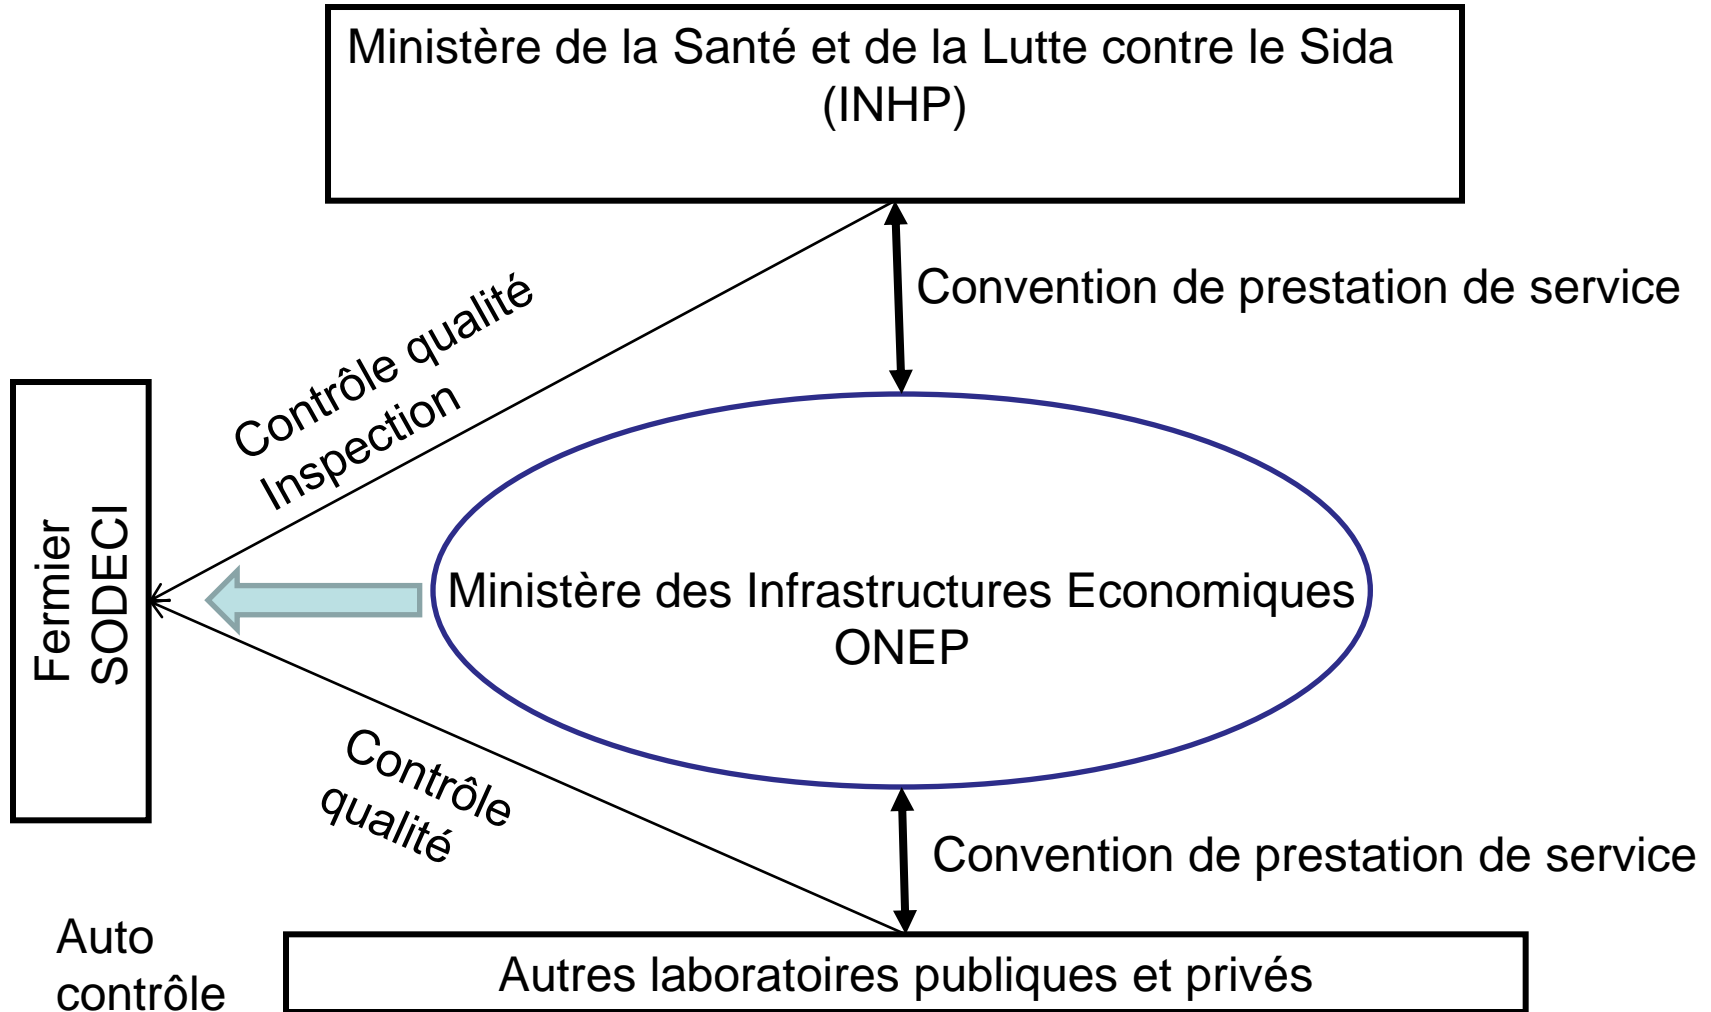 Ministère de la Santé et de la Lutte contre le Sida
(INHP)
Convention de prestation de service
Contrôle qualité
Inspection
Fermier
SODECI
Ministère des Infrastructures Economiques
ONEP
Contrôle
qualité
Convention de prestation de service
Auto
contrôle
Autres laboratoires publiques et privés